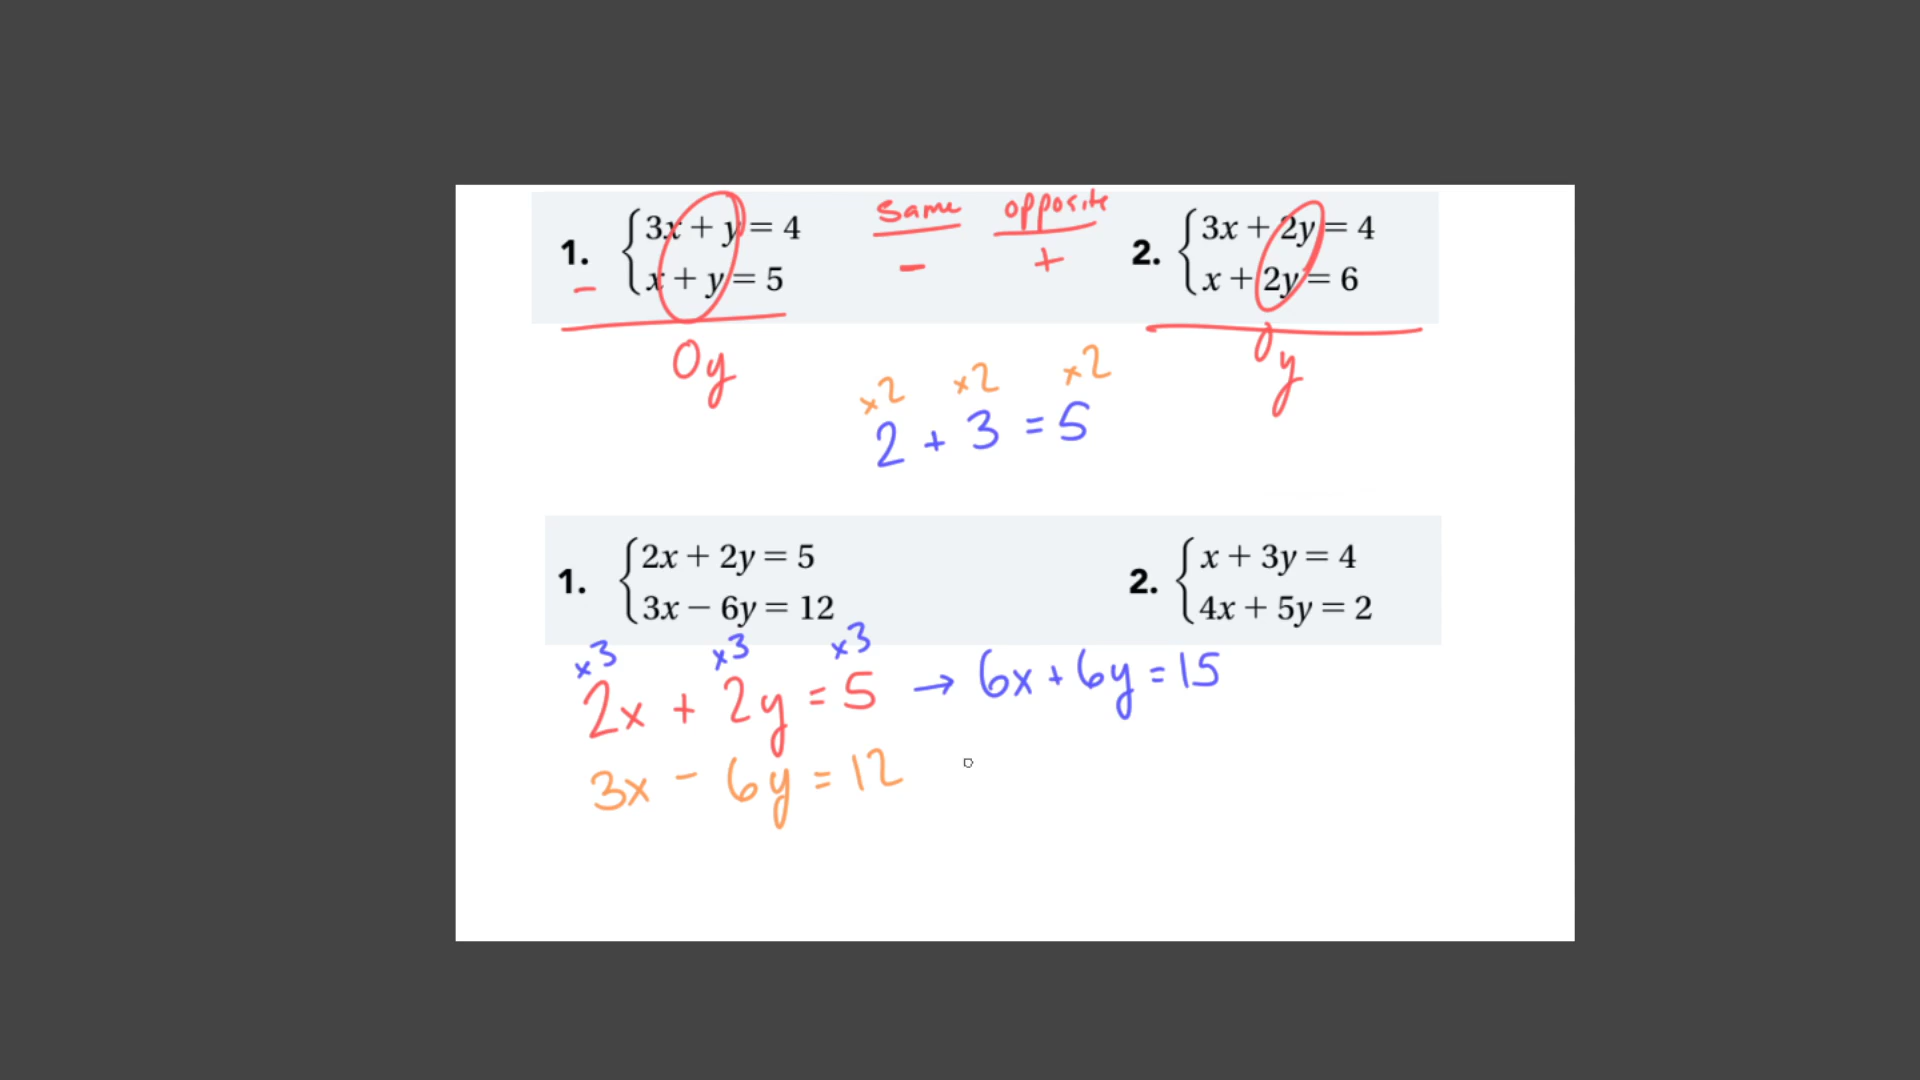 same opposite
1. 3x + y = 4
x + y = 5
- +
2. 3x + 2y = 4
x + 2y = 6
-
0y
0y
x2 x2 x2
2 + 3 = 5
1. 2x + 2y = 5
3x − 6y = 12
2. x + 3y = 4
4x + 5y = 2
x3 x3 x3
2x + 2y = 5 → 6x + 6y = 15
3x - 6y = 12